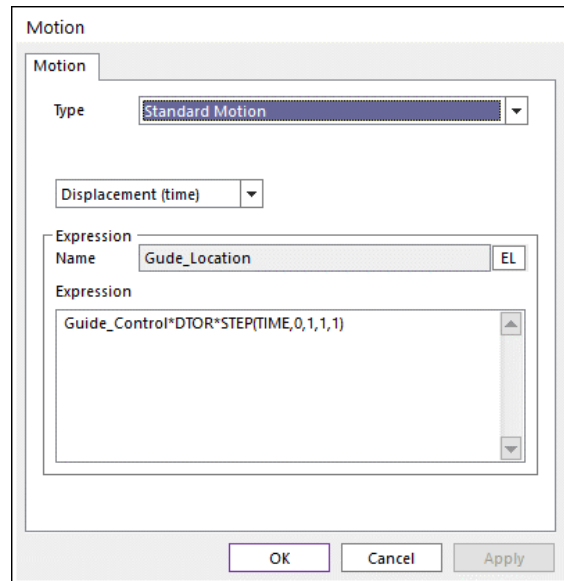 Motion
Motion
Type Standard Motion
Displacement (time)
Expression
Name Gude_Location EL
Expression
Guide_Control*DTOR*STEP(TIME,0,1,1,1)
OK Cancel Apply